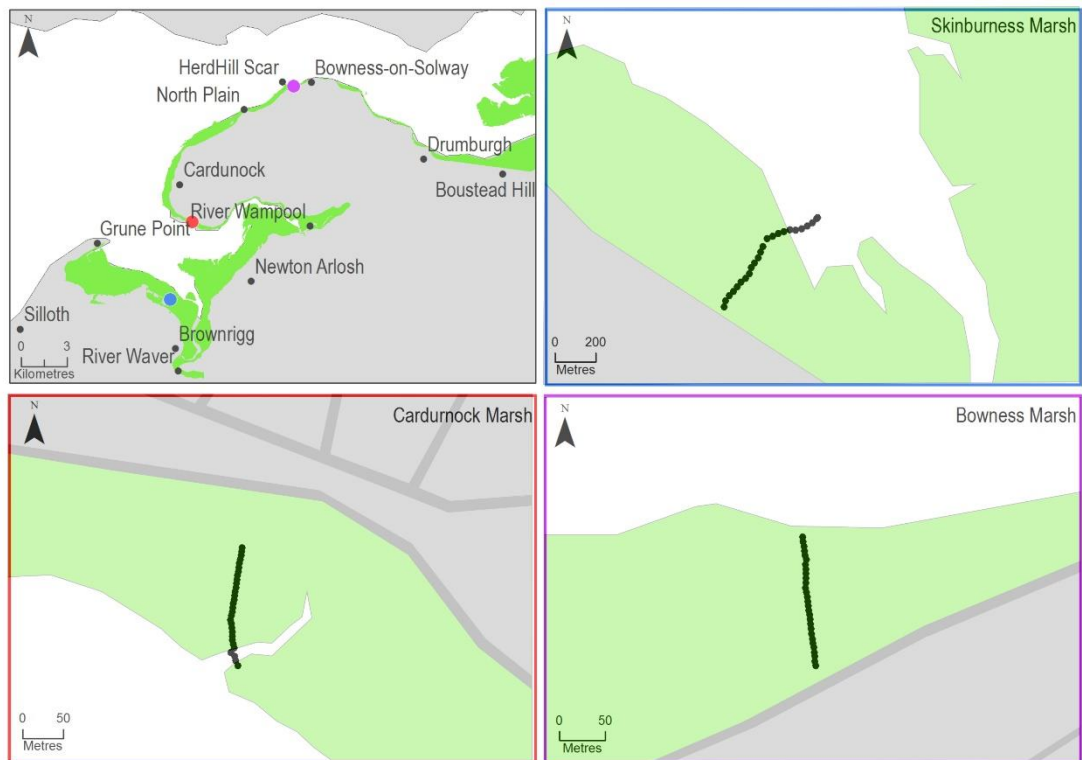 N
HerdHill Scar
Bowness-on-Solway
North Plain
Drumburgh
Cardunock
Boustead Hill
River Wampool
Grune Point
Newton Arlosh
Silloth
Brownrigg
0 3
Kilometres
River Waver
N
Skinburness Marsh
0 200
Metres
N
Cardurnock Marsh
0 50
Metres
N
Bowness Marsh
0 50
Metres